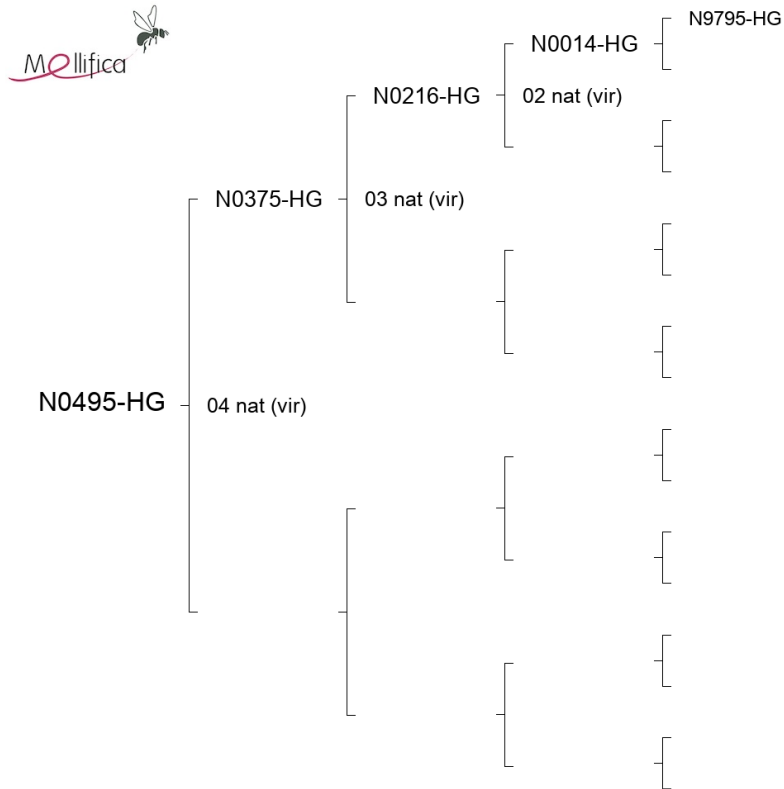 Mellifica
N9795-HG
N0014-HG
N0216-HG 02 nat (vir)
N0375-HG 03 nat (vir)
N0495-HG 04 nat (vir)